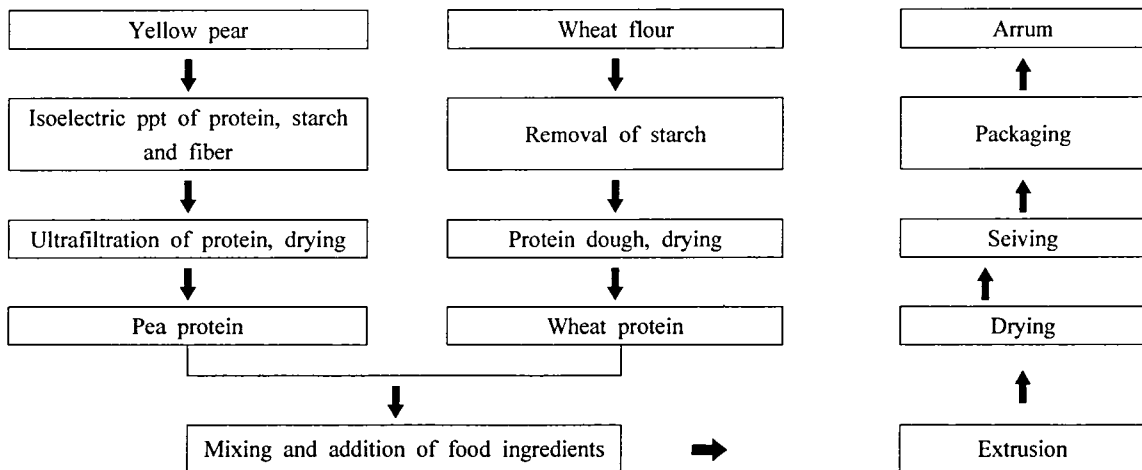 Yellow pear
Isoelectric ppt of protein, starch
and fiber
Ultrafiltration of protein, drying
Pea protein
Wheat flour
Removal of starch
Protein dough, drying
Wheat protein
Mixing and addition of food ingredients
Arrum
Packaging
Seiving
Drying
Extrusion